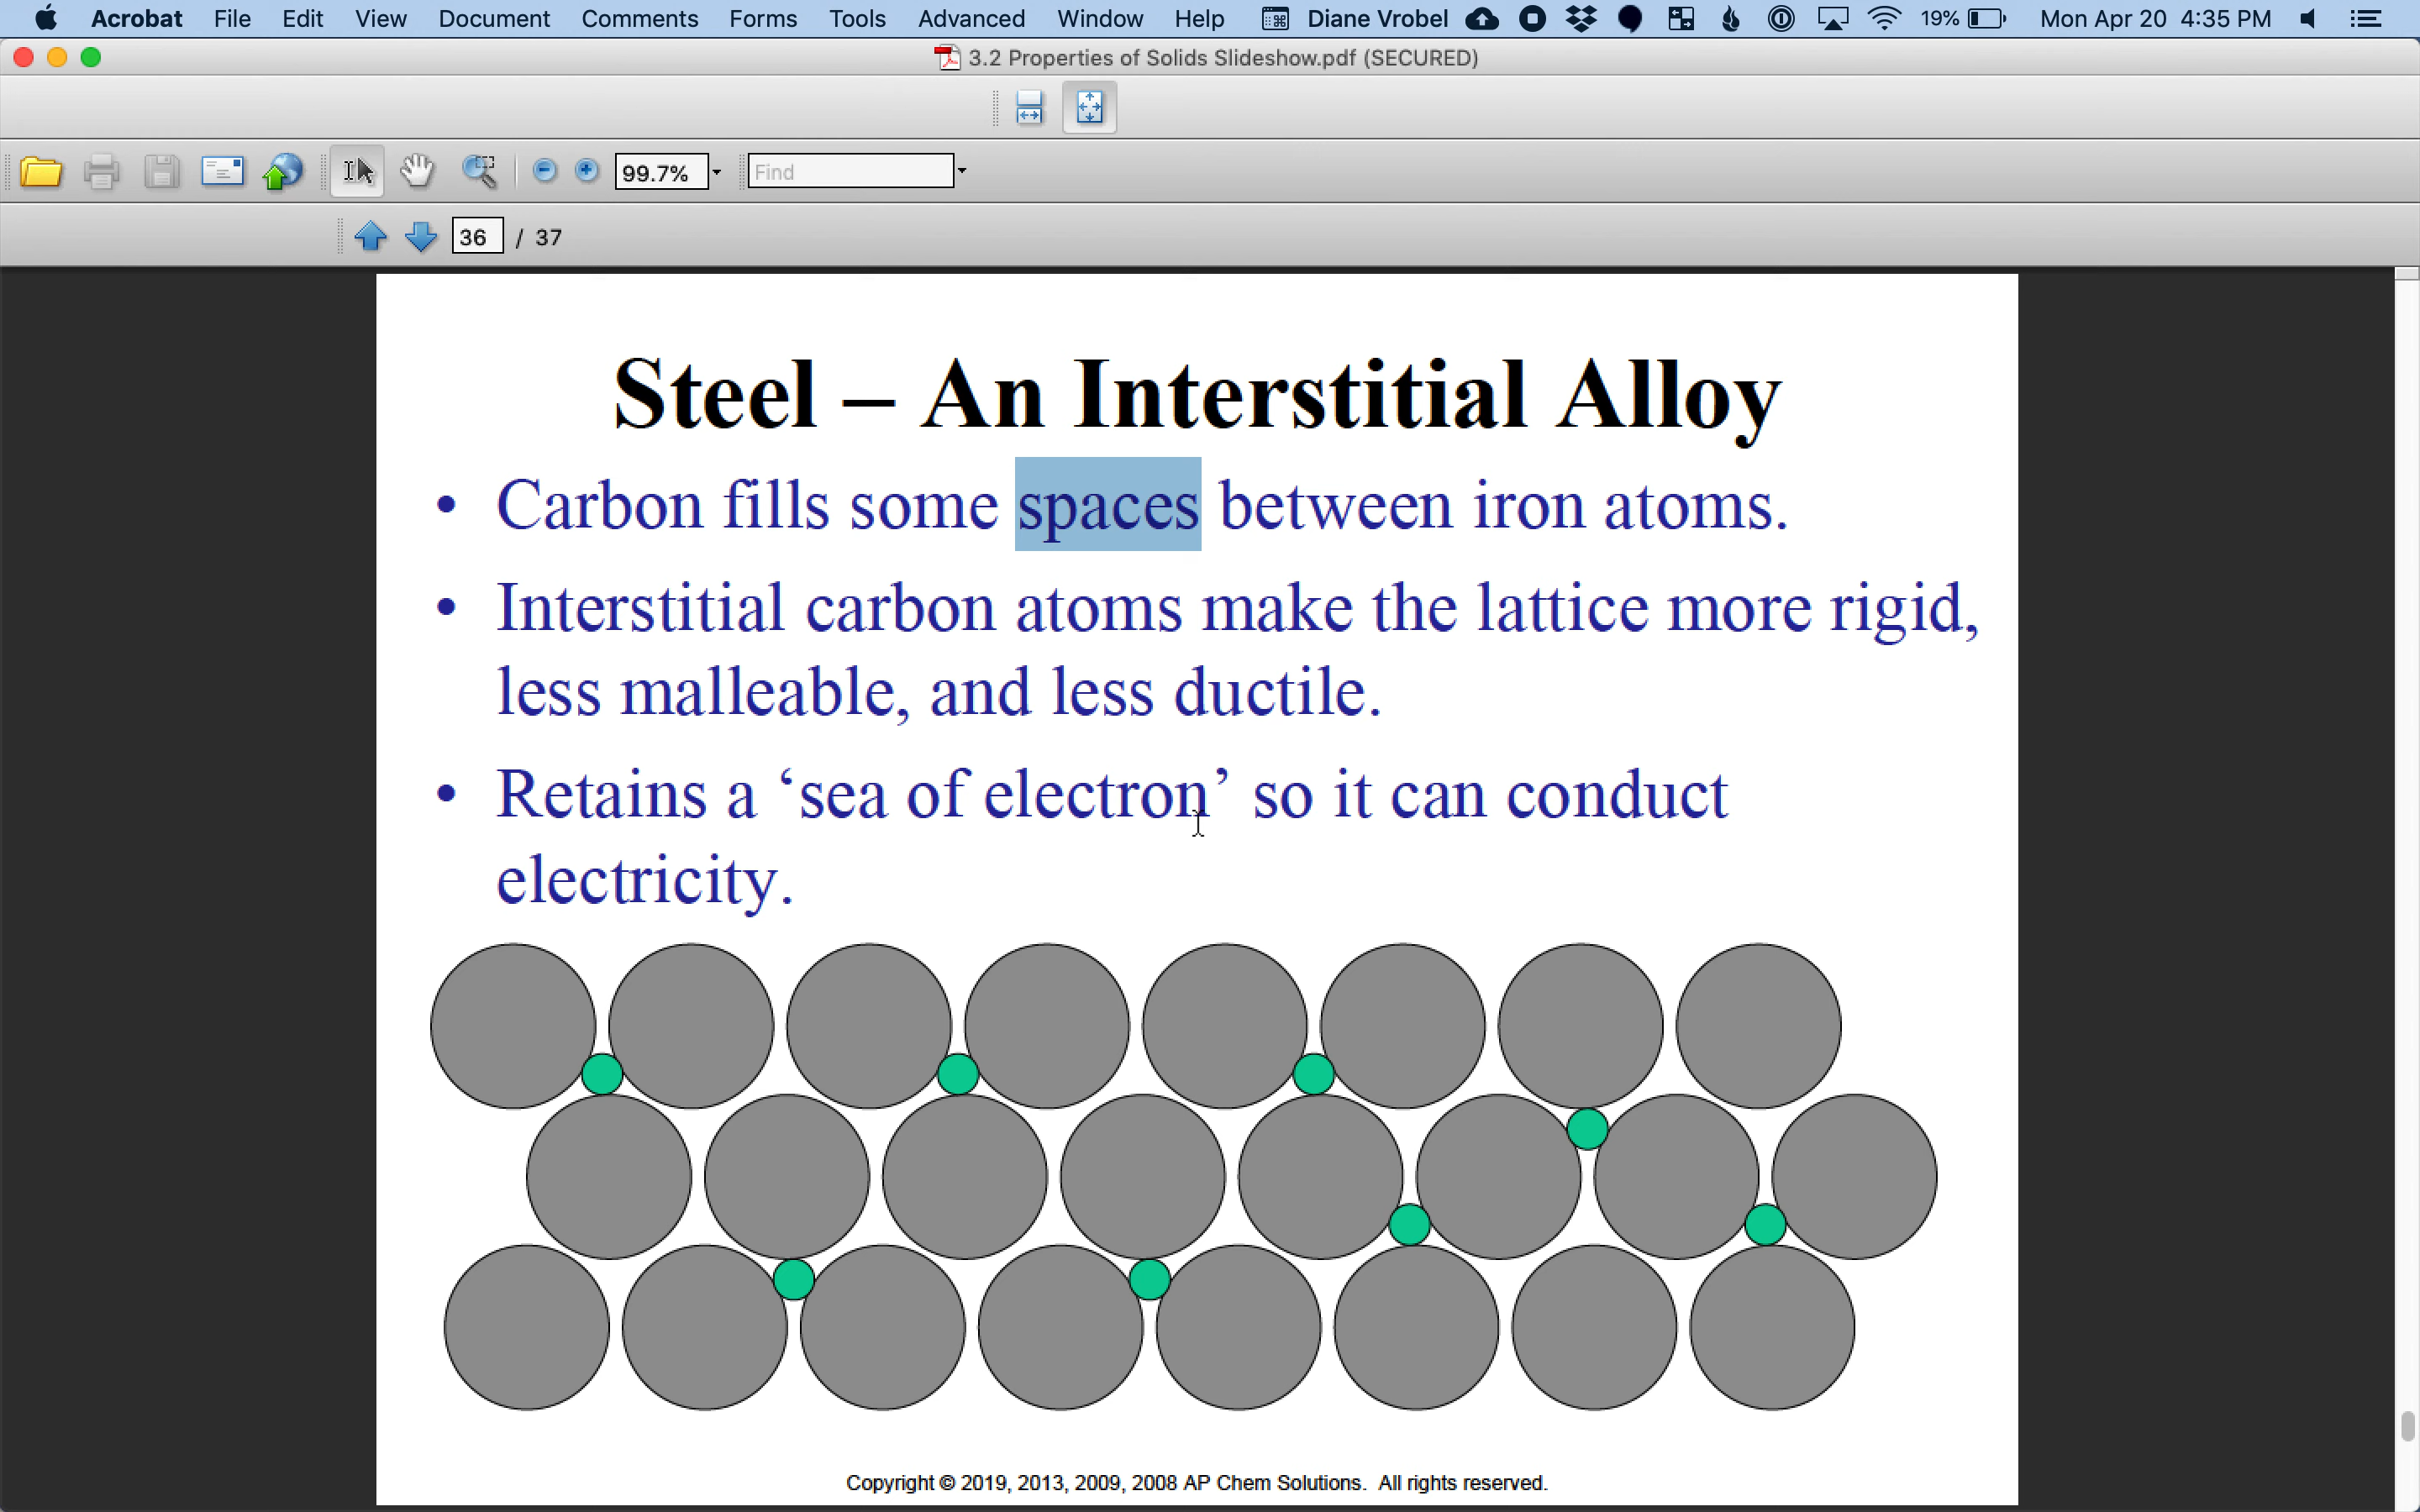 Acrobat File Edit View Document Comments Forms Tools Advanced Window Help Diane Vrobel 19% Mon Apr 20 4:35 PM
3.2 Properties of Solids Slideshow.pdf (SECURED)
99.7% Find
36 / 37
Steel – An Interstitial Alloy
• Carbon fills some spaces between iron atoms.
• Interstitial carbon atoms make the lattice more rigid,
less malleable, and less ductile.
• Retains a ‘sea of electron’ so it can conduct
electricity.
Copyright © 2019, 2013, 2009, 2008 AP Chem Solutions. All rights reserved.